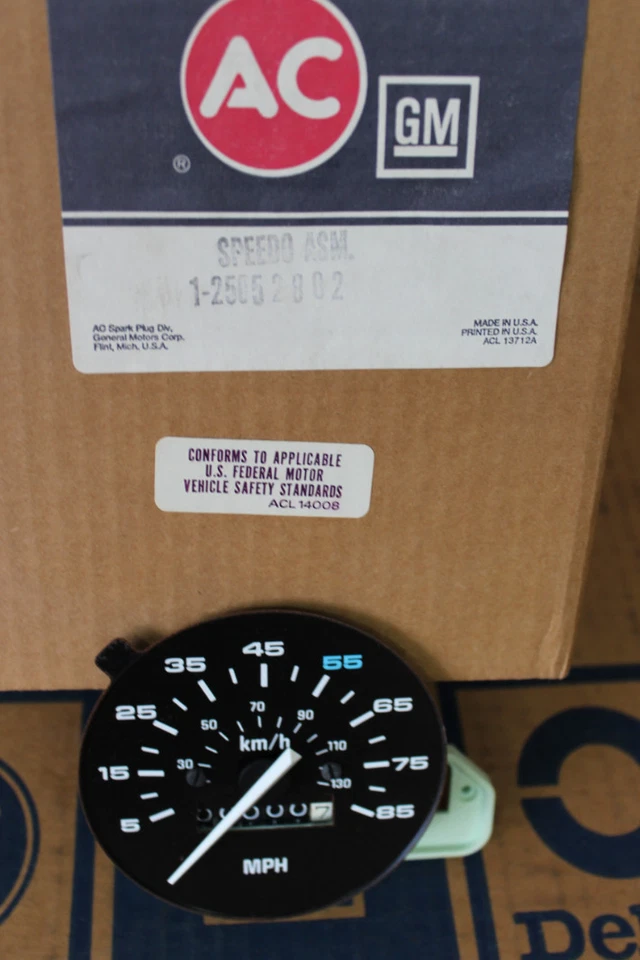 AC
GM
®
SPEEDO ASM.
1-25052802
AC Spark Plug Div.
General Motors Corp.
Flint, Mich. U.S.A.
MADE IN U.S.A.
PRINTED IN U.S.A.
ACL 13712A
CONFORMS TO APPLICABLE
U.S. FEDERAL MOTOR
VEHICLE SAFETY STANDARDS
ACL 14008
5 15 25 35 45 55 65 75 85
30 50 70 90 110 130
km/h
MPH